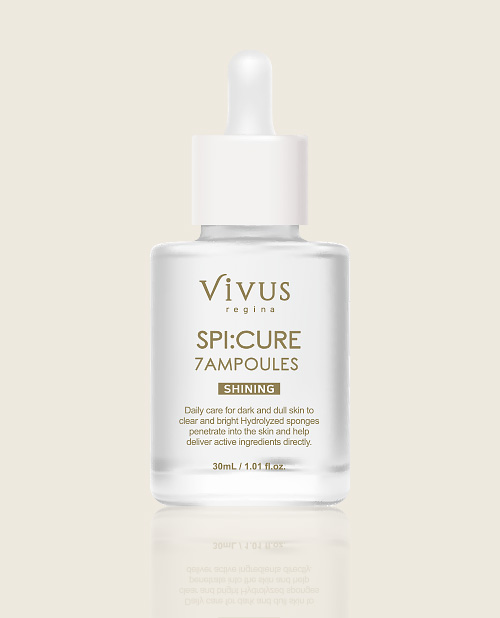 Vivus
regina
SPI:CURE
7AMPOULES
SHINING
Daily care for dark and dull skin to
clear and bright Hydrolyzed sponges
penetrate into the skin and help
deliver active ingredients directly.
30mL / 1.01 fl.oz.